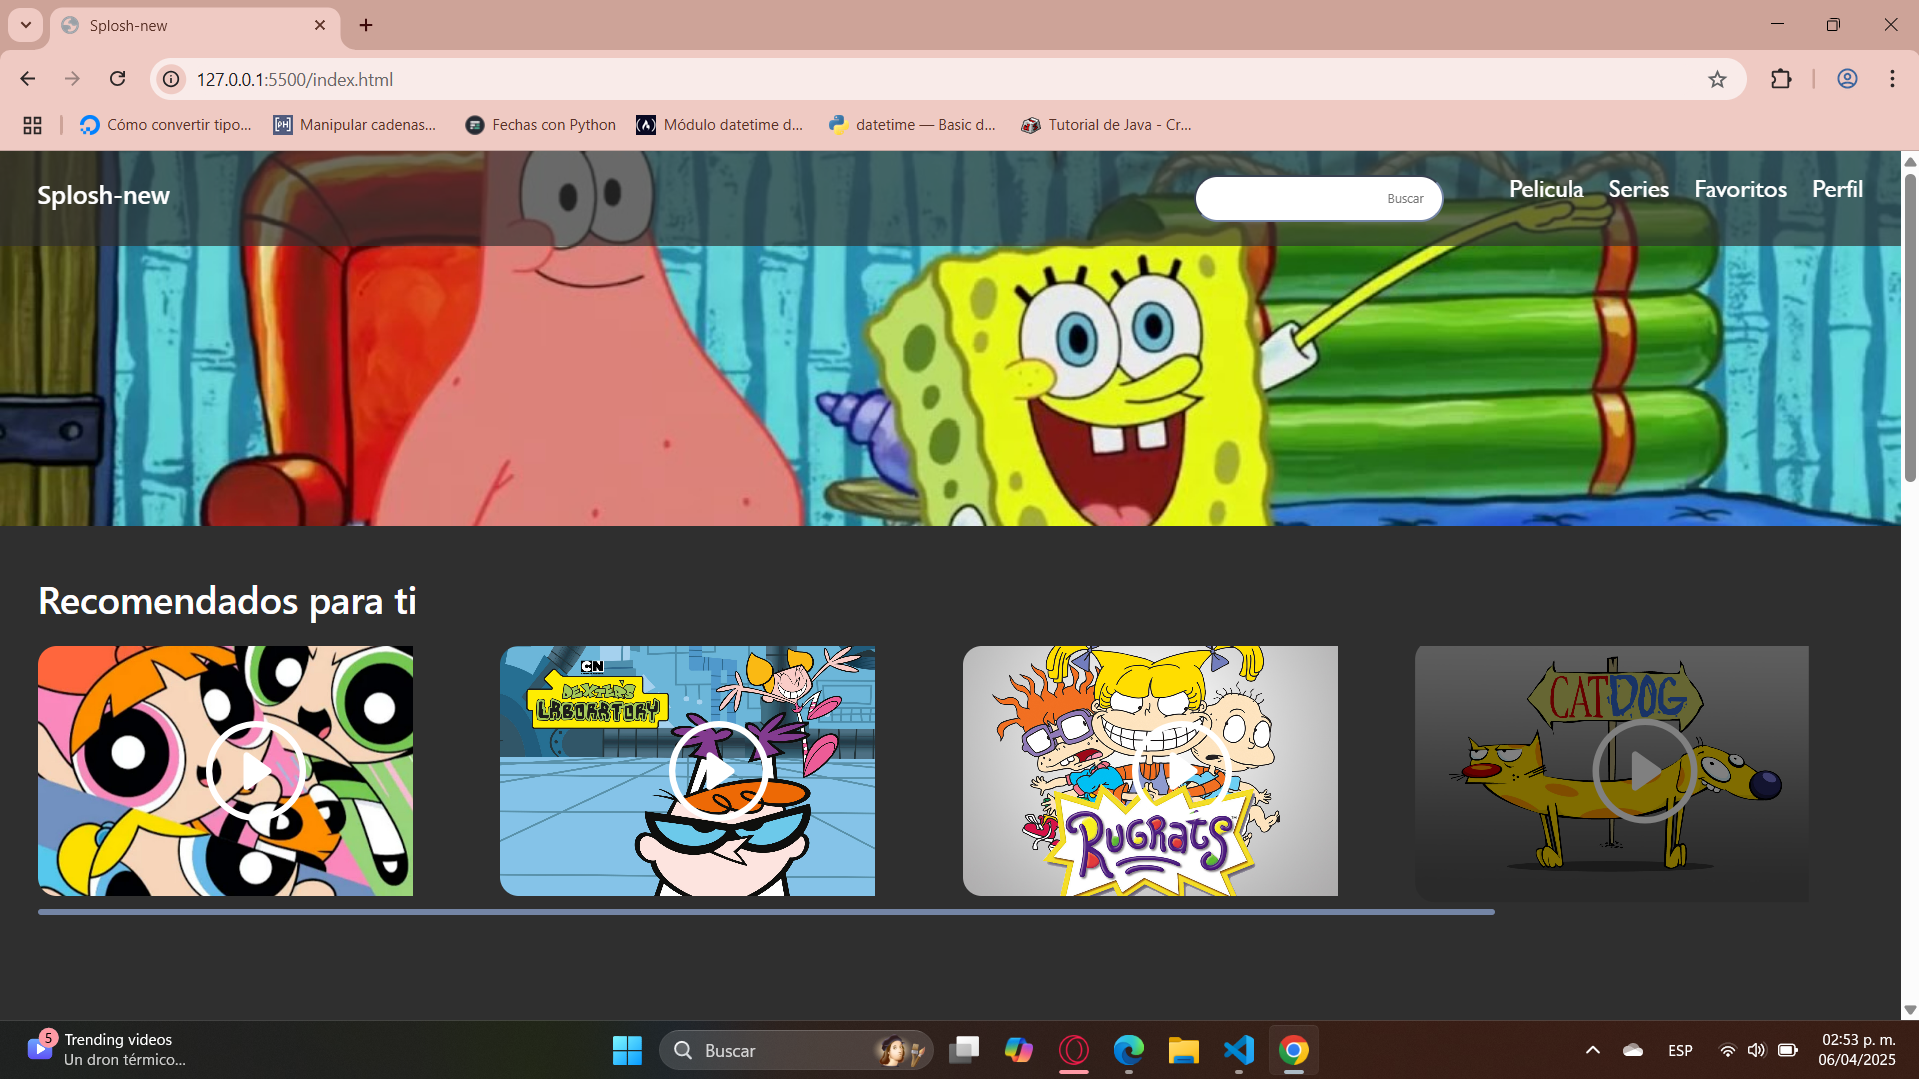 Splosh-new
127.0.0.1:5500/index.html
Cómo convertir tipo...
Manipular cadenas...
Fechas con Python
Módulo datetime d...
datetime — Basic d...
Tutorial de Java - Cr...
Splosh-new
Buscar
Pelicula
Series
Favoritos
Perfil
Recomendados para ti
CN
DEXTER'S
LABORATORY
RUGRATS
CATDOG
5
Trending videos
Un dron térmico...
Buscar
ESP
02:53 p. m.
06/04/2025